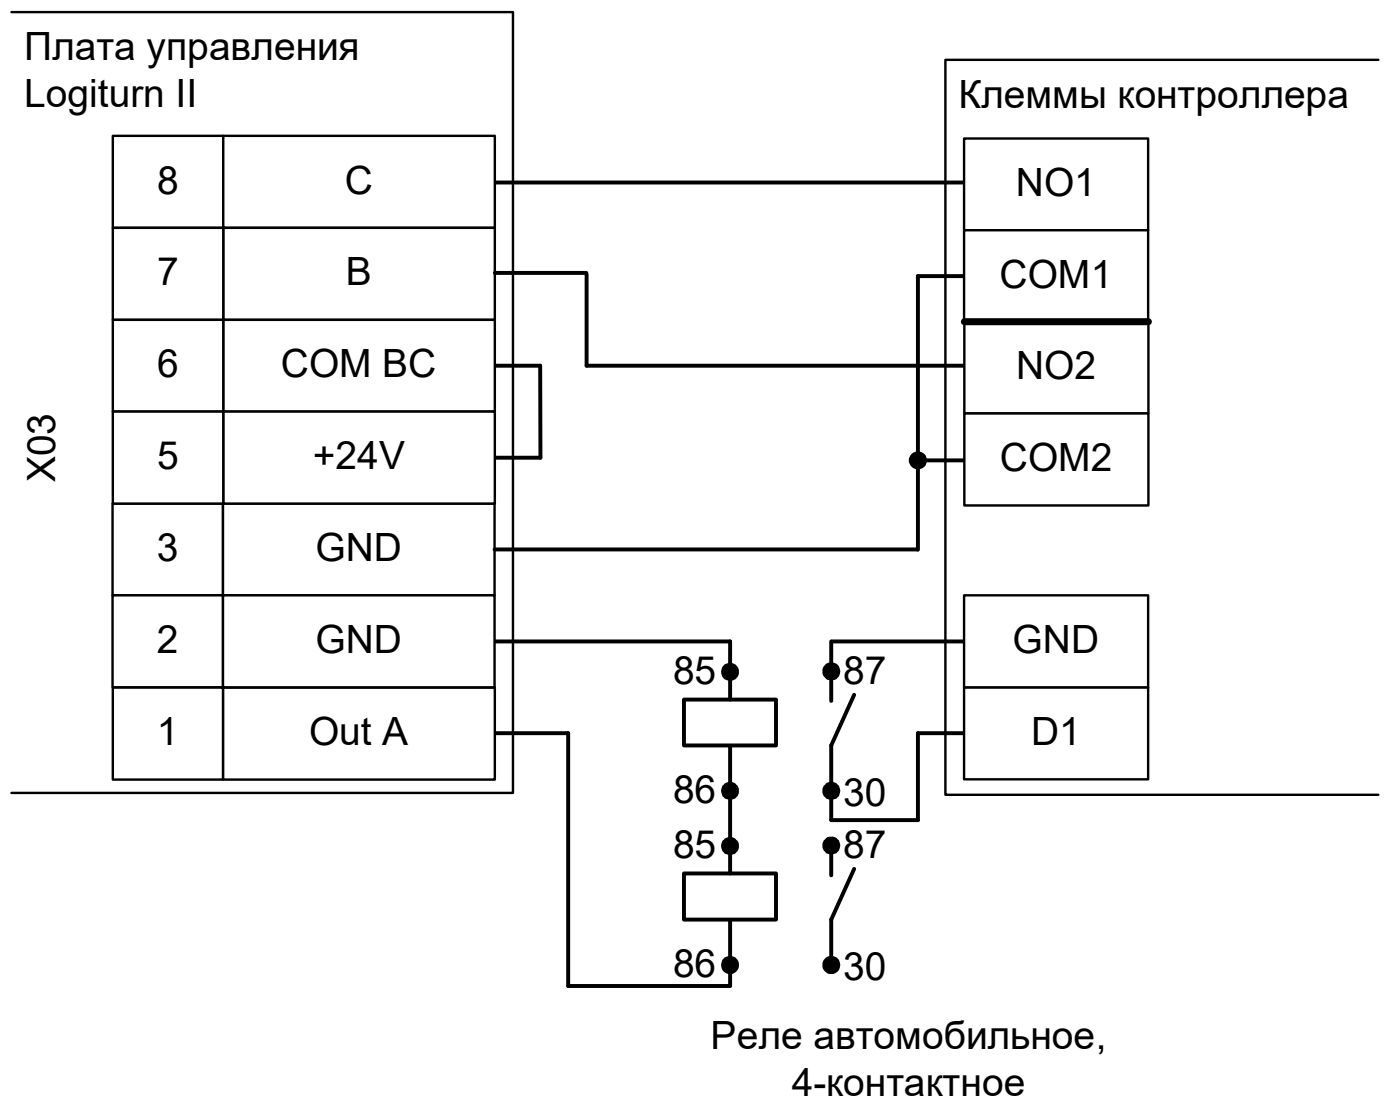 Плата управления
Logiturn II
Клеммы контроллера
8 C
7 B
6 COM BC
5 +24V
3 GND
2 GND
1 Out A
X03
NO1
COM1
NO2
COM2
GND
D1
85
87
86
30
85
87
86
30
Реле автомобильное,
4-контактное